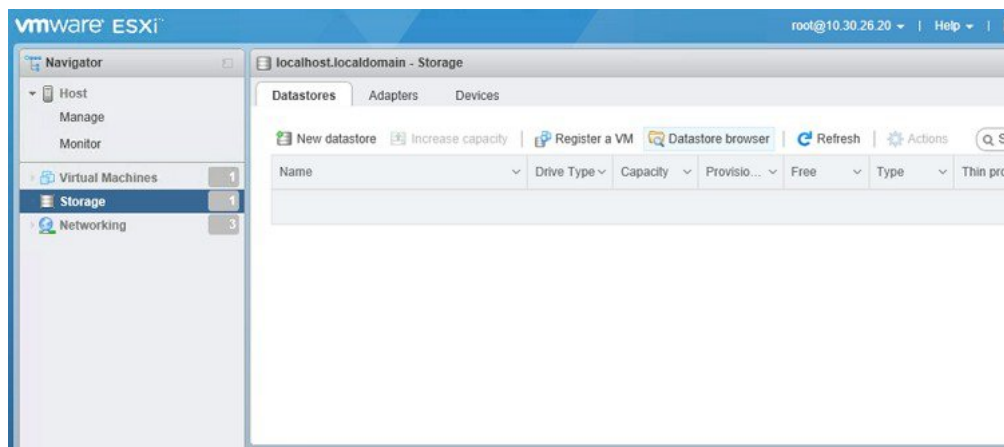 vmware ESXi
root@10.30.26.20 | Help |
Navigator
Host
Manage
Monitor
Virtual Machines 1
Storage 1
Networking 3
localhost.localdomain - Storage
Datastores Adapters Devices
New datastore Increase capacity | Register a VM Datastore browser | Refresh | Actions
Name Drive Type Capacity Provisio... Free Type Thin pro